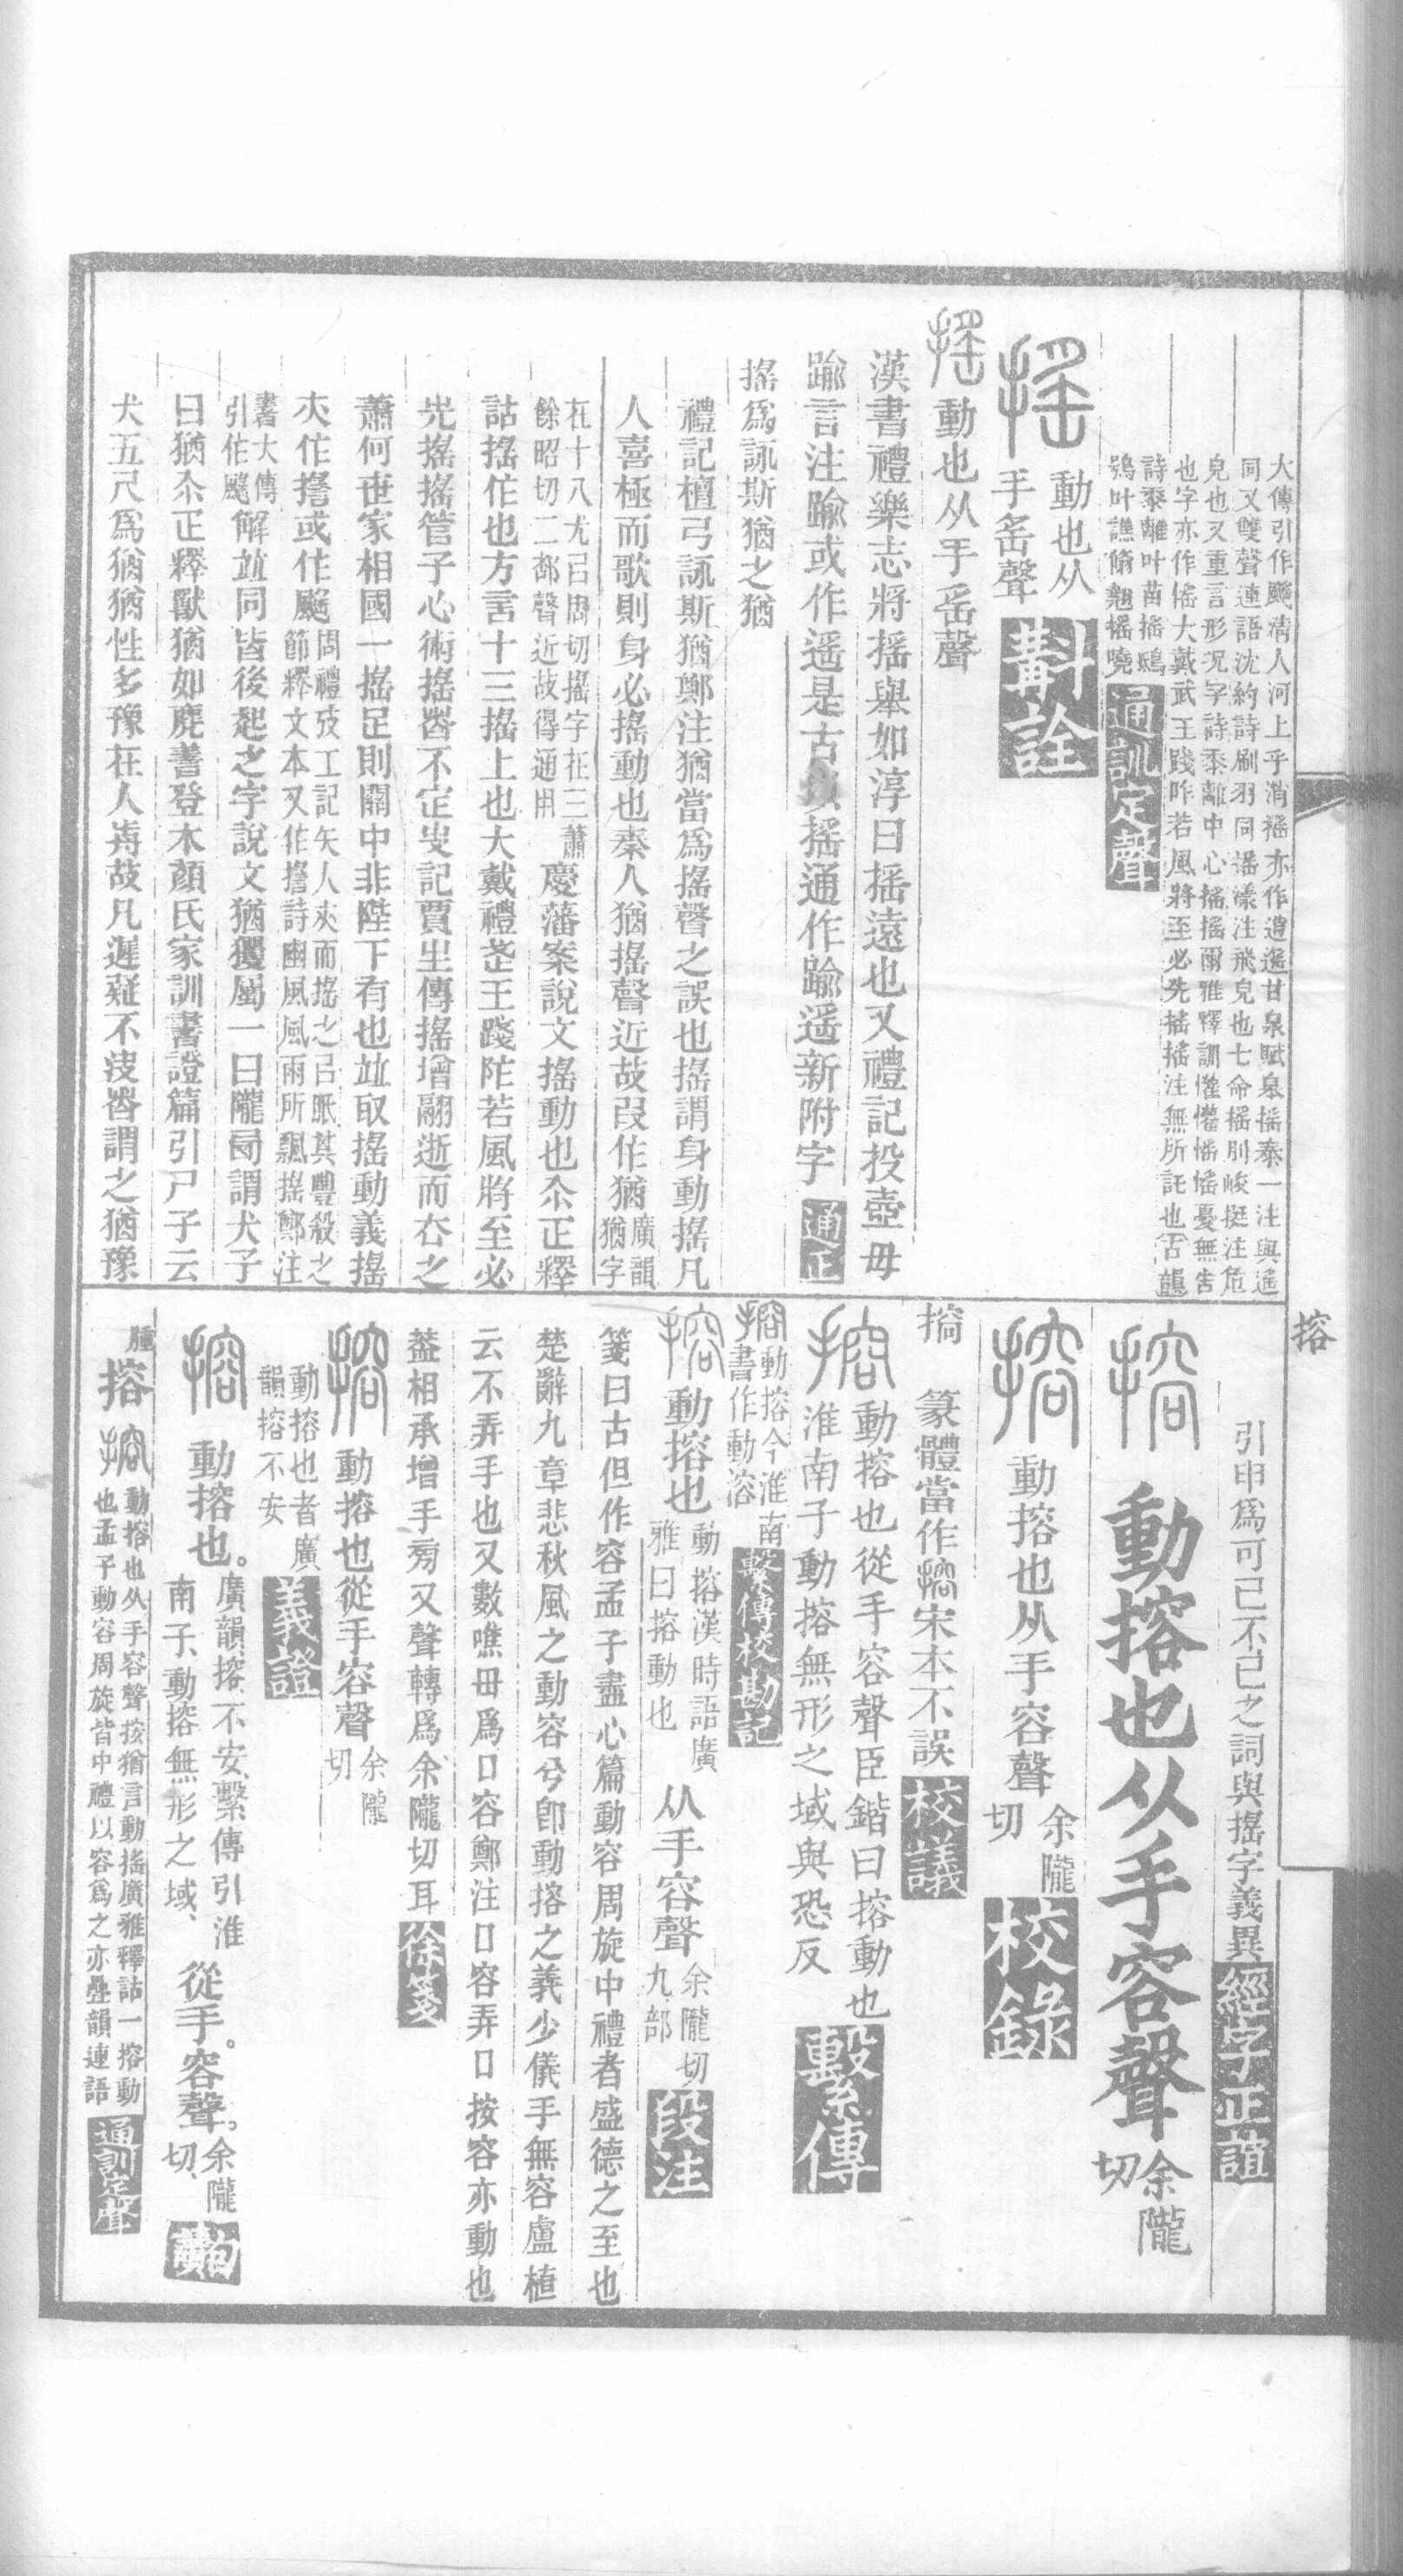 大傳引作颻清人河上乎消搖亦作逍遙甘泉賦皋搖泰一注與遙
同又雙聲連語沈約詩刷羽同搖漾注飛皃也七命搖刖峻挺注危
皃也又重言形況字詩黍離中心搖搖爾雅釋訓懽懽愮愮憂無告
也字亦作愮大戴武王踐阼若風將至必先搖搖注無所託也古韻
詩黍離叶苗搖鴟
鴞叶譙翛翹搖曉 通訓定聲
動也从
手䍃聲 斠詮
動也从手䍃聲
漢書禮樂志將搖舉如淳曰搖遠也又禮記投壺毋
踰言注踰或作遥是古搖通作踰遥新附字 通正
搖爲詠斯猶之猶
禮記檀弓詠斯猶鄭注猶當爲搖聲之誤也搖謂身動搖凡
人喜極而歌則身必搖動也秦人猶搖聲近故叚作猶 廣韻
猶字
在十八尤吕周切搖字在三蕭
餘昭切二部聲近故得通用 慶藩案說文搖動也尒正釋
詁搖作也方言十三搖上也大戴禮武王踐阼若風將至必
先搖搖管子心術搖者不定史記賈生傳搖增翮逝而去之
蕭何世家相國一搖足則關中非陛下有也竝取搖動義搖
夾作㨱或作颻 周禮攷工記矢人夾而搖之吕眂其豐殺之
節釋文本又作㨱詩豳風風雨所飄搖鄭注
書大傳
引作颻 解竝同皆後起之字說文猶玃屬一曰隴西謂犬子
曰猶尒正釋獸猶如麂善登木顏氏家訓書證篇引尸子云
犬五尺爲猶猶性多豫在人歬故凡遲疑不決者謂之猶豫
搈
引申爲可已不已之詞與搖字義異 經字正誼
動搈也从手容聲 余隴
切
動搈也从手容聲 余隴
切 校錄
篆體當作宋本不誤 校議
動搈也從手容聲臣鍇曰搈動也
淮南子動搈無形之域與恐反 繫傳
動搈今淮南
書作動溶 繫傳校勘記
動搈也 動搈漢時語廣
雅曰搈動也 从手容聲 余隴切
九部 段注
箋曰古但作容孟子盡心篇動容周旋中禮者盛德之至也
楚辭九章悲秋風之動容兮卽動搈之義少儀手無容盧植
云不弄手也又數噍毋爲口容鄭注口容弄口按容亦動也
葢相承增手旁又聲轉爲余隴切耳 徐箋
動搈也從手容聲 余隴
切
動搈也者廣
韻搈不安 義證
動搈也。 廣韻、搈、不安、繫傳引淮
南子、動搈無形之域、 從手。容聲。 余隴
切、 句讀
腫
搈 動搈也从手容聲按猶言動搖廣雅釋詁一搈動
也孟子動容周旋皆中禮以容爲之亦疊韻連語 通訓定聲